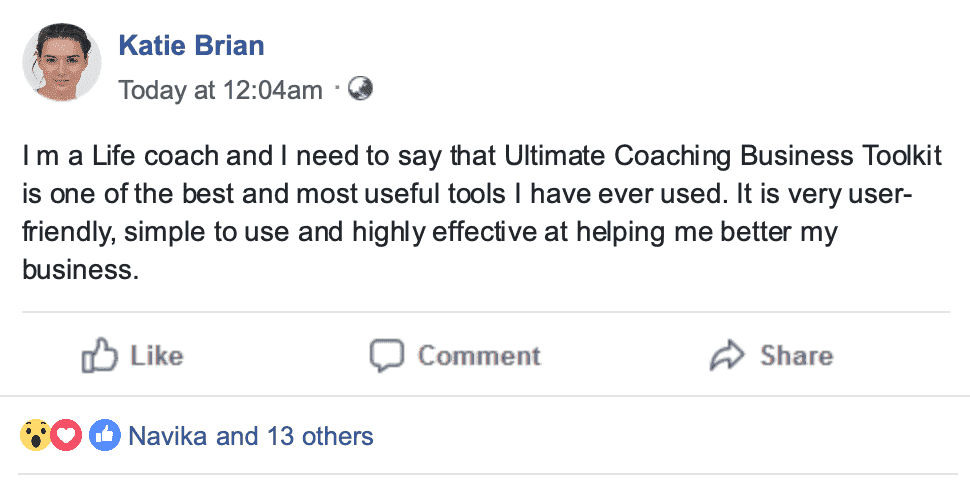 Katie Brian
Today at 12:04am ·
I m a Life coach and I need to say that Ultimate Coaching Business Toolkit
is one of the best and most useful tools I have ever used. It is very user-
friendly, simple to use and highly effective at helping me better my
business.
Like Comment Share
Navika and 13 others